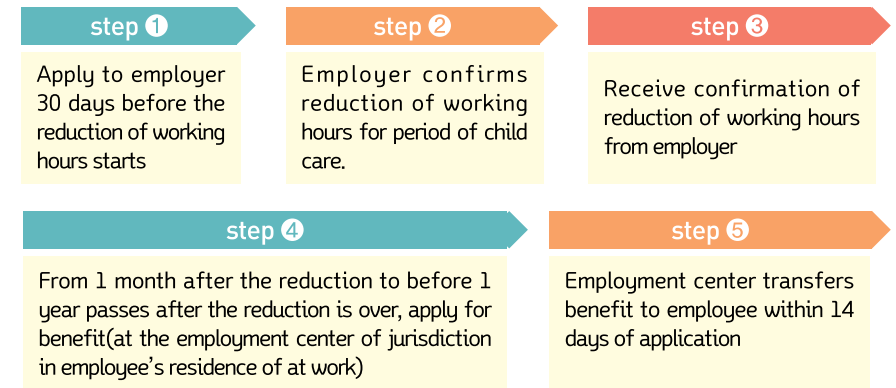 step ❶
Apply to employer
30 days before the
reduction of working
hours starts
step ❷
Employer confirms
reduction of working
hours for period of child
care.
step ❸
Receive confirmation of
reduction of working hours
from employer
step ❹
From 1 month after the reduction to before 1
year passes after the reduction is over, apply for
benefit(at the employment center of jurisdiction
in employee's residence of at work)
step ❺
Employment center transfers
benefit to employee within 14
days of application